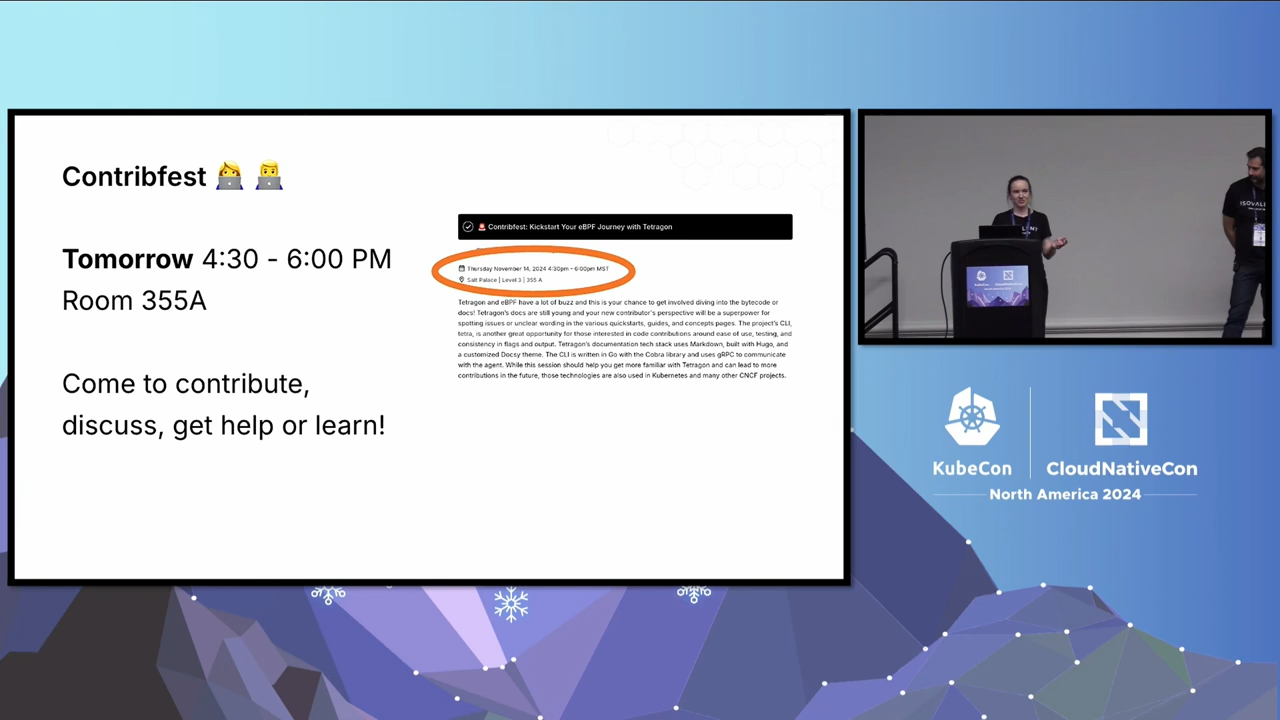 Contribfest
Tomorrow 4:30 - 6:00 PM
Room 355A
Come to contribute,
discuss, get help or learn!
Contribfest: Kickstart Your eBPF Journey with Tetragon
Thursday November 14, 2024 4:30pm - 6:00pm MST
Salt Palace | Level 3 | 355 A
Tetragon and eBPF have a lot of buzz and this is your chance to get involved diving into the bytecode or
docs! Tetragon's docs are still young and your new contributor's perspective will be a superpower for
spotting issues or unclear wording in the various quickstarts, guides, and concepts pages. The project's CLI,
tetra, is another great opportunity for those interested in code contributions around ease of use, testing, and
consistency in flags and output. Tetragon's documentation tech stack uses Markdown, built with Hugo, and
a customized Docsy theme. The CLI is written in Go with the Cobra library and uses gRPC to communicate
with the agent. While this session should help you get more familiar with Tetragon and can lead to more
contributions in the future, those technologies are also used in Kubernetes and many other CNCF projects.
ISOVALENT
KubeCon
CloudNativeCon
North America 2024